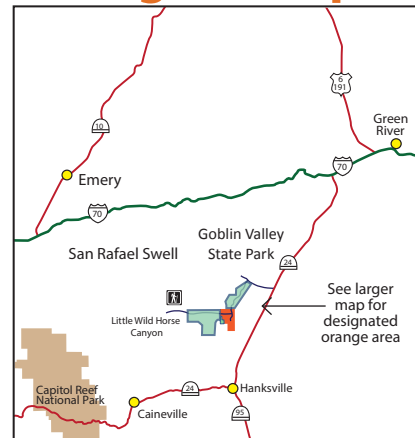 6
191
Green
River
10
70
Emery
70
San Rafael Swell
Goblin Valley
State Park
24
See larger
map for
designated
orange area
Little Wild Horse
Canyon
Capitol Reef
National Park
24
Hanksville
Caineville
95